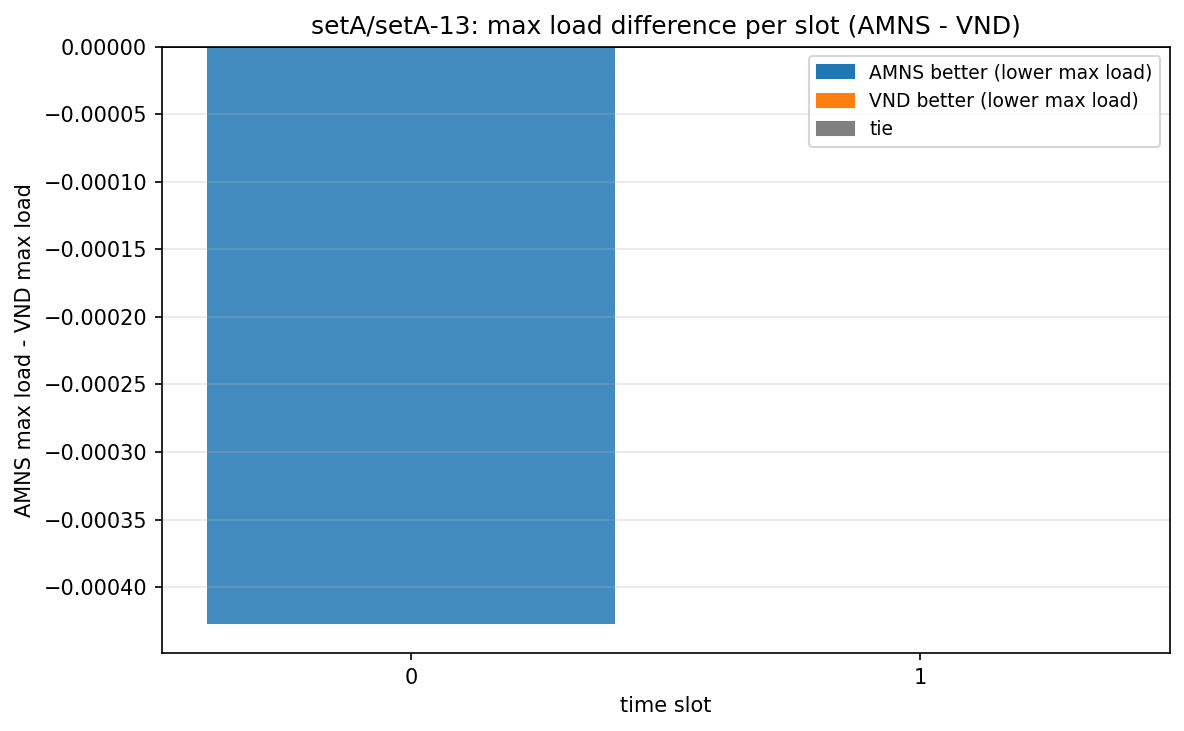 setA/setA-13: max load difference per slot (AMNS - VND)
AMNS max load - VND max load
0.00000
−0.00005
−0.00010
−0.00015
−0.00020
−0.00025
−0.00030
−0.00035
−0.00040
AMNS better (lower max load)
VND better (lower max load)
tie
0 1
time slot